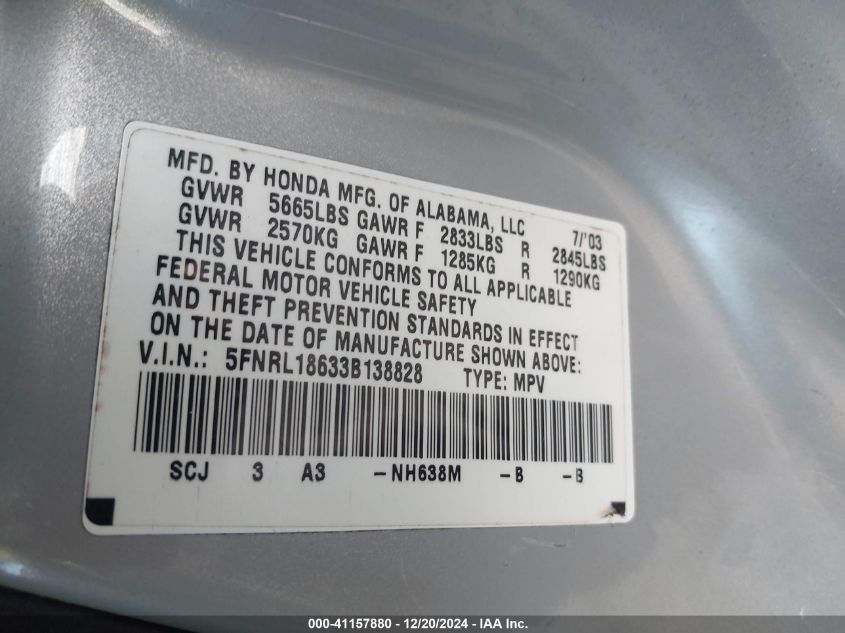 MFD. BY HONDA MFG. OF ALABAMA, LLC 7/'03
GVWR 5665LBS GAWR F 2833LBS R 2845LBS
GVWR 2570KG GAWR F 1285KG R 1290KG
THIS VEHICLE CONFORMS TO ALL APPLICABLE
FEDERAL MOTOR VEHICLE SAFETY
AND THEFT PREVENTION STANDARDS IN EFFECT
ON THE DATE OF MANUFACTURE SHOWN ABOVE:
V.I.N.: 5FNRL18633B138828 TYPE: MPV
SCJ 3 A3 -NH638M -B -B
000-41157880 - 12/20/2024 - IAA Inc.